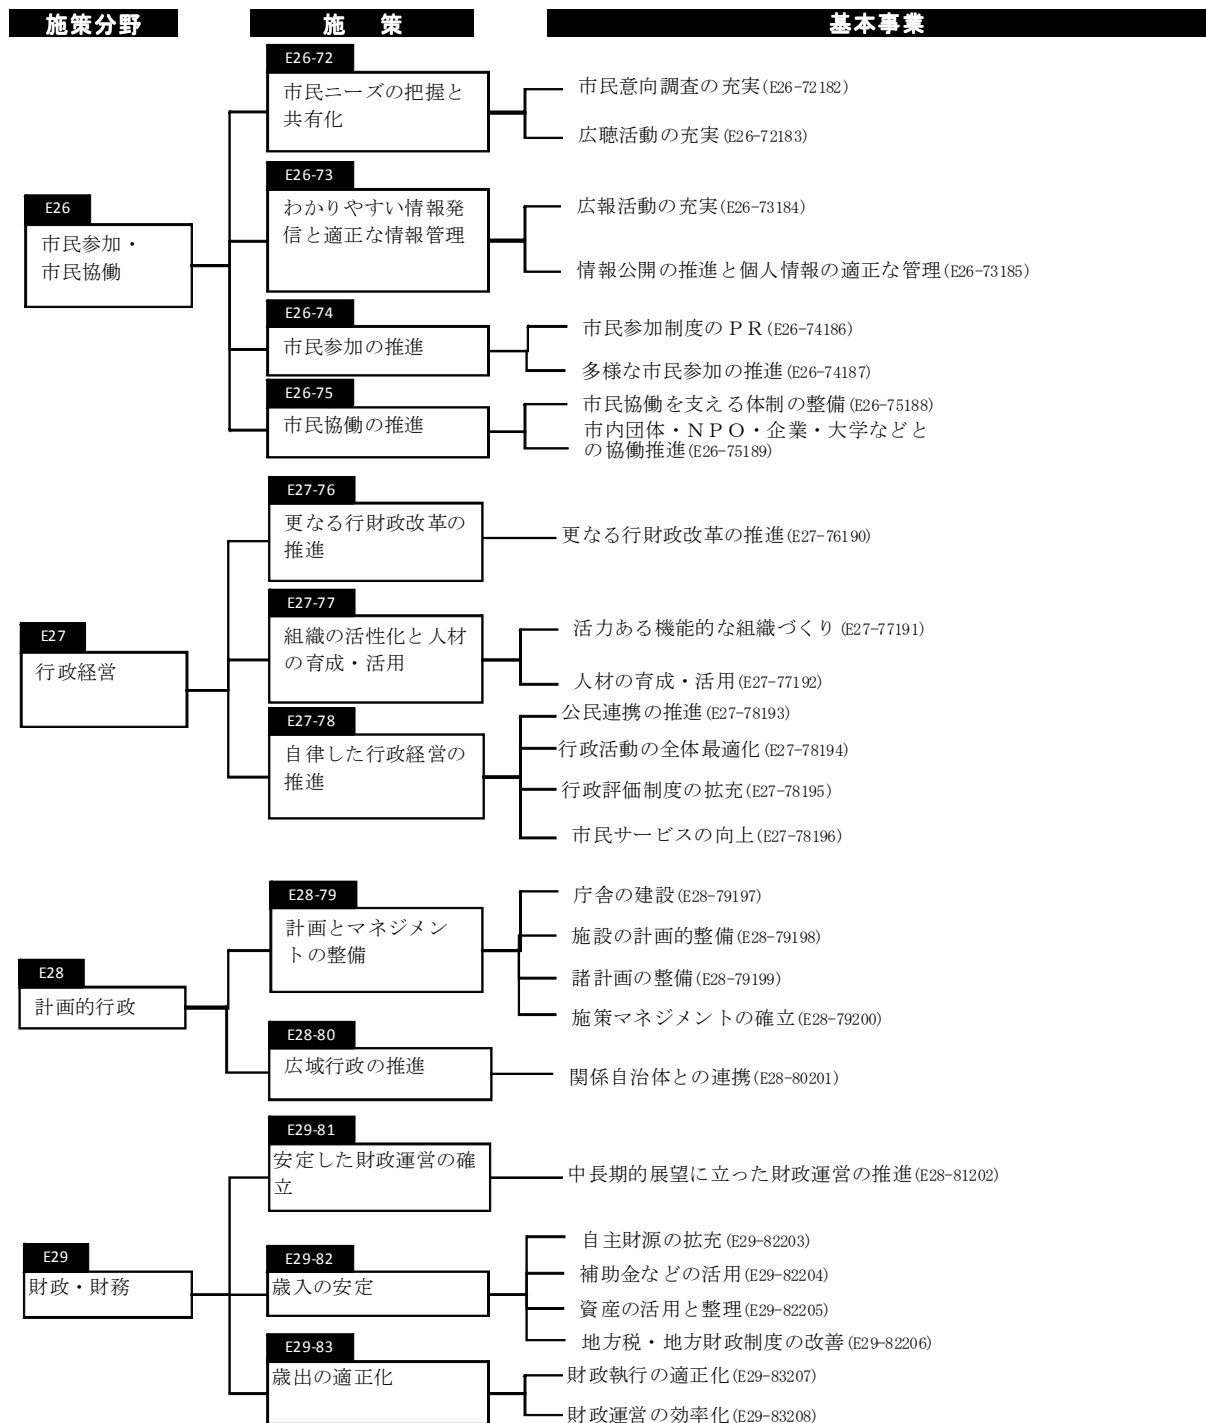 施策分野
施　策
基本事業
E26
市民参加・
市民協働
E26-72
市民ニーズの把握と
共有化
市民意向調査の充実(E26-72182)
広聴活動の充実(E26-72183)
E26-73
わかりやすい情報発
信と適正な情報管理
広報活動の充実(E26-73184)
情報公開の推進と個人情報の適正な管理(E26-73185)
E26-74
市民参加の推進
市民参加制度のＰＲ(E26-74186)
多様な市民参加の推進(E26-74187)
E26-75
市民協働の推進
市民協働を支える体制の整備(E26-75188)
市内団体・ＮＰＯ・企業・大学などと
の協働推進(E26-75189)
E27
行政経営
E27-76
更なる行財政改革の
推進
更なる行財政改革の推進(E27-76190)
E27-77
組織の活性化と人材
の育成・活用
活力ある機能的な組織づくり(E27-77191)
人材の育成・活用(E27-77192)
E27-78
自律した行政経営の
推進
公民連携の推進(E27-78193)
行政活動の全体最適化(E27-78194)
行政評価制度の拡充(E27-78195)
市民サービスの向上(E27-78196)
E28
計画的行政
E28-79
計画とマネジメン
トの整備
庁舎の建設(E28-79197)
施設の計画的整備(E28-79198)
諸計画の整備(E28-79199)
施策マネジメントの確立(E28-79200)
E28-80
広域行政の推進
関係自治体との連携(E28-80201)
E29
財政・財務
E29-81
安定した財政運営の確
立
中長期的展望に立った財政運営の推進(E28-81202)
E29-82
歳入の安定
自主財源の拡充(E29-82203)
補助金などの活用(E29-82204)
資産の活用と整理(E29-82205)
地方税・地方財政制度の改善(E29-82206)
E29-83
歳出の適正化
財政執行の適正化(E29-83207)
財政運営の効率化(E29-83208)